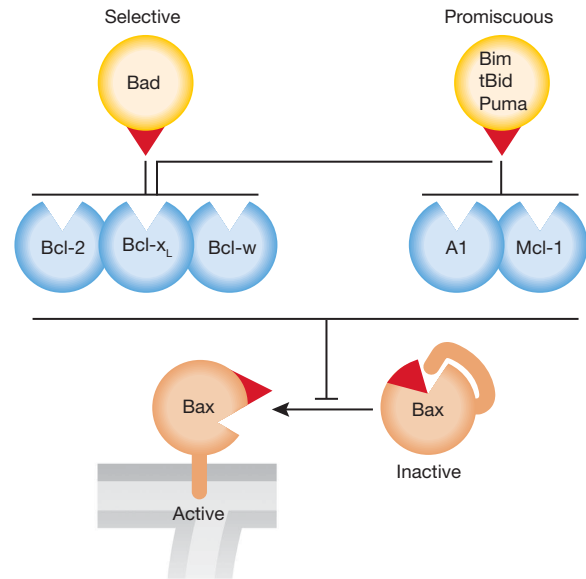 Selective
Promiscuous
Bad
Bim
tBid
Puma
Bcl-2
Bcl-xL
Bcl-w
A1
Mcl-1
Bax
Bax
Inactive
Active